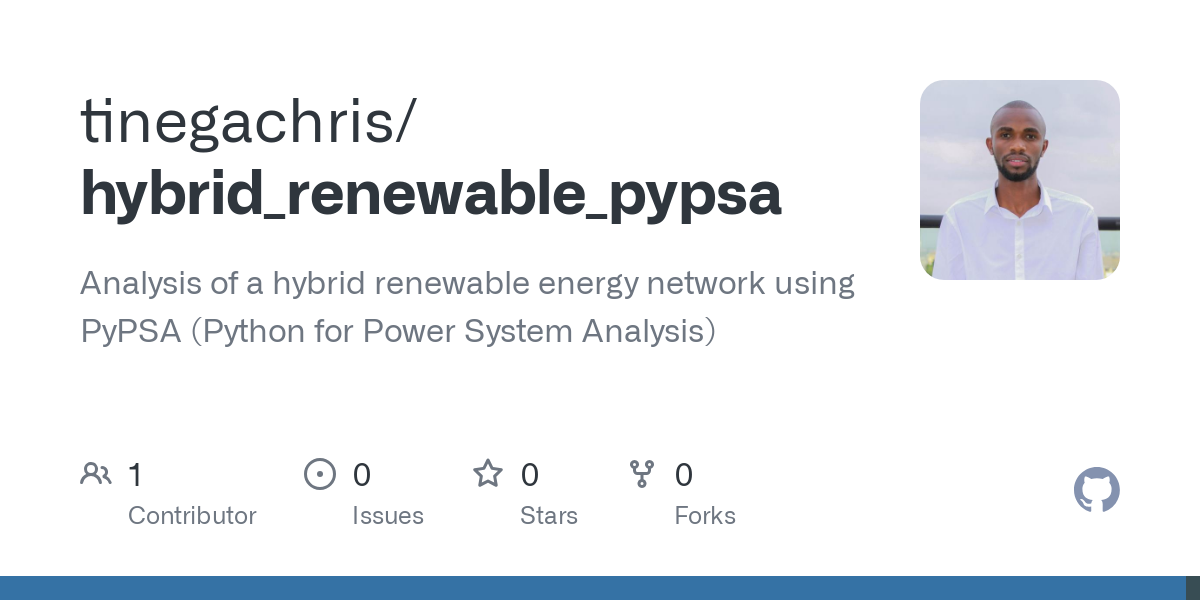 tinegachris/
hybrid_renewable_pypsa
Analysis of a hybrid renewable energy network using
PyPSA (Python for Power System Analysis)
1
Contributor
0
Issues
0
Stars
0
Forks